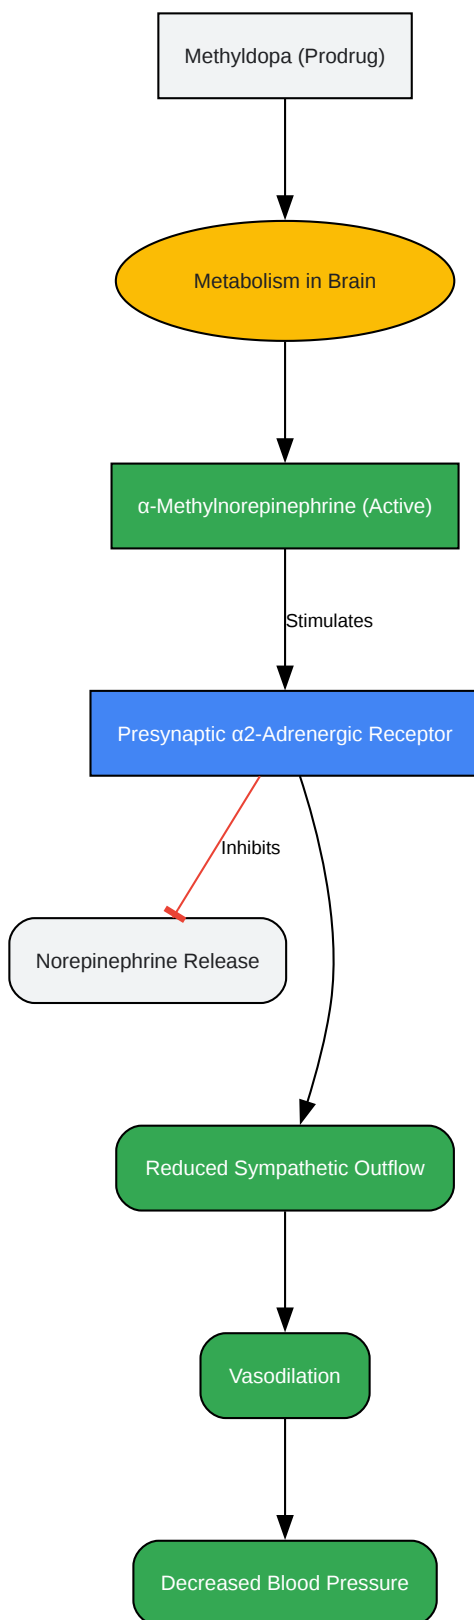 Methyldopa (Prodrug)
Metabolism in Brain
α-Methylnorepinephrine (Active)
Stimulates
Presynaptic α2-Adrenergic Receptor
Inhibits
Norepinephrine Release
Reduced Sympathetic Outflow
Vasodilation
Decreased Blood Pressure